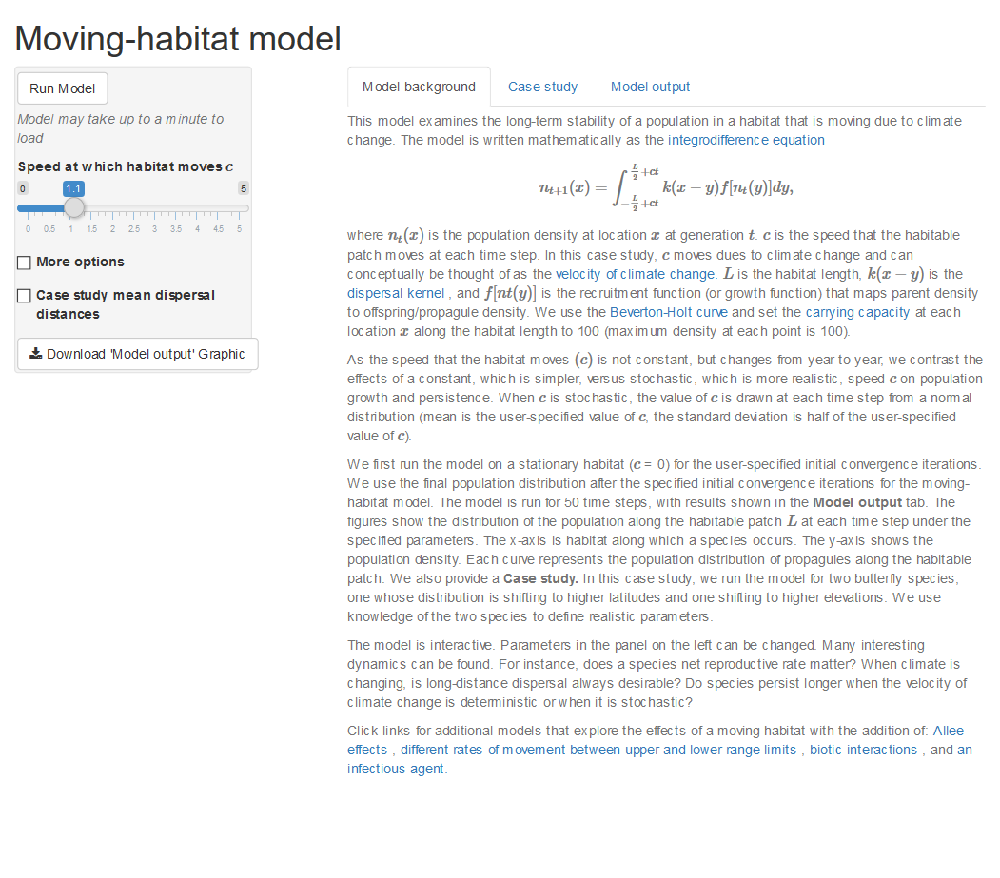 Moving-habitat model
Run Model
Model may take up to a minute to
load
Speed at which habitat moves c
0 1.1 5
0 0.5 1 1.5 2 2.5 3 3.5 4 4.5 5
More options
Case study mean dispersal
distances
Download 'Model output' Graphic
Model background Case study Model output
This model examines the long-term stability of a population in a habitat that is moving due to climate
change. The model is written mathematically as the integrodifference equation
n_{t+1}(x) = ∫_{-L/2+ct}^{L/2+ct} k(x − y)f[n_t(y)]dy,
where n_t(x) is the population density at location x at generation t. c is the speed that the habitable
patch moves at each time step. In this case study, c moves dues to climate change and can
conceptually be thought of as the velocity of climate change. L is the habitat length, k(x − y) is the
dispersal kernel , and f[nt(y)] is the recruitment function (or growth function) that maps parent density
to offspring/propagule density. We use the Beverton-Holt curve and set the carrying capacity at each
location x along the habitat length to 100 (maximum density at each point is 100).
As the speed that the habitat moves (c) is not constant, but changes from year to year, we contrast the
effects of a constant, which is simpler, versus stochastic, which is more realistic, speed c on population
growth and persistence. When c is stochastic, the value of c is drawn at each time step from a normal
distribution (mean is the user-specified value of c, the standard deviation is half of the user-specified
value of c).
We first run the model on a stationary habitat (c = 0) for the user-specified initial convergence iterations.
We use the final population distribution after the specified initial convergence iterations for the moving-
habitat model. The model is run for 50 time steps, with results shown in the Model output tab. The
figures show the distribution of the population along the habitable patch L at each time step under the
specified parameters. The x-axis is habitat along which a species occurs. The y-axis shows the
population density. Each curve represents the population distribution of propagules along the habitable
patch. We also provide a Case study. In this case study, we run the model for two butterfly species,
one whose distribution is shifting to higher latitudes and one shifting to higher elevations. We use
knowledge of the two species to define realistic parameters.
The model is interactive. Parameters in the panel on the left can be changed. Many interesting
dynamics can be found. For instance, does a species net reproductive rate matter? When climate is
changing, is long-distance dispersal always desirable? Do species persist longer when the velocity of
climate change is deterministic or when it is stochastic?
Click links for additional models that explore the effects of a moving habitat with the addition of: Allee
effects , different rates of movement between upper and lower range limits , biotic interactions , and an
infectious agent.